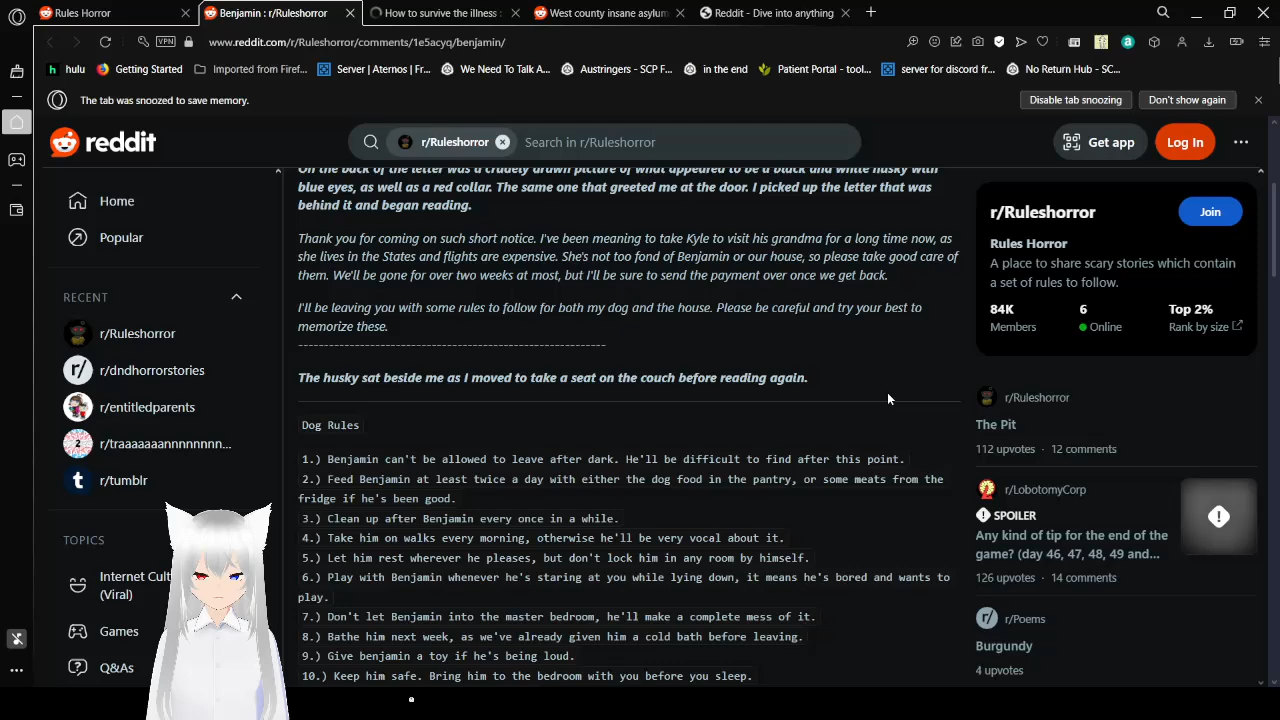 Rules Horror
Benjamin : r/Ruleshorror
How to survive the illness :
West county insane asylum
Reddit - Dive into anything
VPN
www.reddit.com/r/Ruleshorror/comments/1e5acyq/benjamin/
hulu
Getting Started
Imported from Firef...
Server | Aternos | Fr...
We Need To Talk A...
Austringers - SCP F...
in the end
Patient Portal - tool...
server for discord fr...
No Return Hub - SC...
The tab was snoozed to save memory.
Disable tab snoozing
Don't show again
reddit
r/Ruleshorror
Search in r/Ruleshorror
Get app
Log In
Home
Popular
RECENT
r/Ruleshorror
r/dndhorrorstories
r/entitledparents
r/traaaaaaannnnnnnn...
r/tumblr
TOPICS
Internet Cult
(Viral)
Games
Q&As
On the back of the letter was a crudely drawn picture of what appeared to be a black and white husky with
blue eyes, as well as a red collar. The same one that greeted me at the door. I picked up the letter that was
behind it and began reading.
Thank you for coming on such short notice. I've been meaning to take Kyle to visit his grandma for a long time now, as
she lives in the States and flights are expensive. She's not too fond of Benjamin or our house, so please take good care of
them. We'll be gone for over two weeks at most, but I'll be sure to send the payment over once we get back.
I'll be leaving you with some rules to follow for both my dog and the house. Please be careful and try your best to
memorize these.
-----------------------------------------------------------
The husky sat beside me as I moved to take a seat on the couch before reading again.
Dog Rules
1.) Benjamin can't be allowed to leave after dark. He'll be difficult to find after this point.
2.) Feed Benjamin at least twice a day with either the dog food in the pantry, or some meats from the
fridge if he's been good.
3.) Clean up after Benjamin every once in a while.
4.) Take him on walks every morning, otherwise he'll be very vocal about it.
5.) Let him rest wherever he pleases, but don't lock him in any room by himself.
6.) Play with Benjamin whenever he's staring at you while lying down, it means he's bored and wants to
play.
7.) Don't let Benjamin into the master bedroom, he'll make a complete mess of it.
8.) Bathe him next week, as we've already given him a cold bath before leaving.
9.) Give benjamin a toy if he's being loud.
10.) Keep him safe. Bring him to the bedroom with you before you sleep.
r/Ruleshorror
Join
Rules Horror
A place to share scary stories which contain
a set of rules to follow.
84K
6
Top 2%
Members
Online
Rank by size
r/Ruleshorror
The Pit
112 upvotes · 12 comments
r/LobotomyCorp
SPOILER
Any kind of tip for the end of the
game? (day 46, 47, 48, 49 and...
126 upvotes · 14 comments
r/Poems
Burgundy
4 upvotes